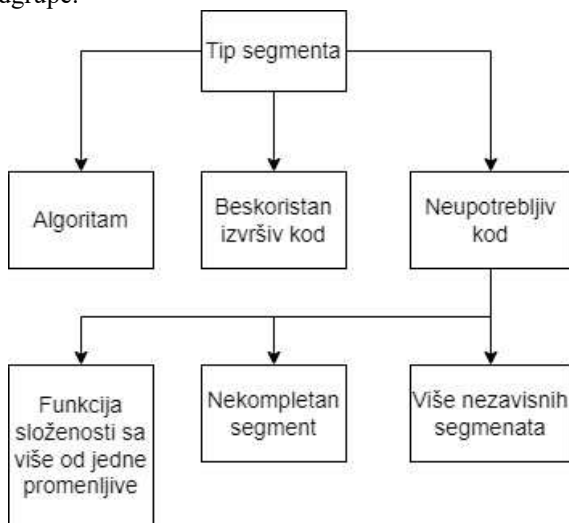 Tip segmenta
Algoritam
Beskoristan
izvršiv kod
Neupotrebljiv
kod
Funkcija
složenosti sa
više od jedne
promenljive
Nekompletan
segment
Više nezavisnih
segmenata